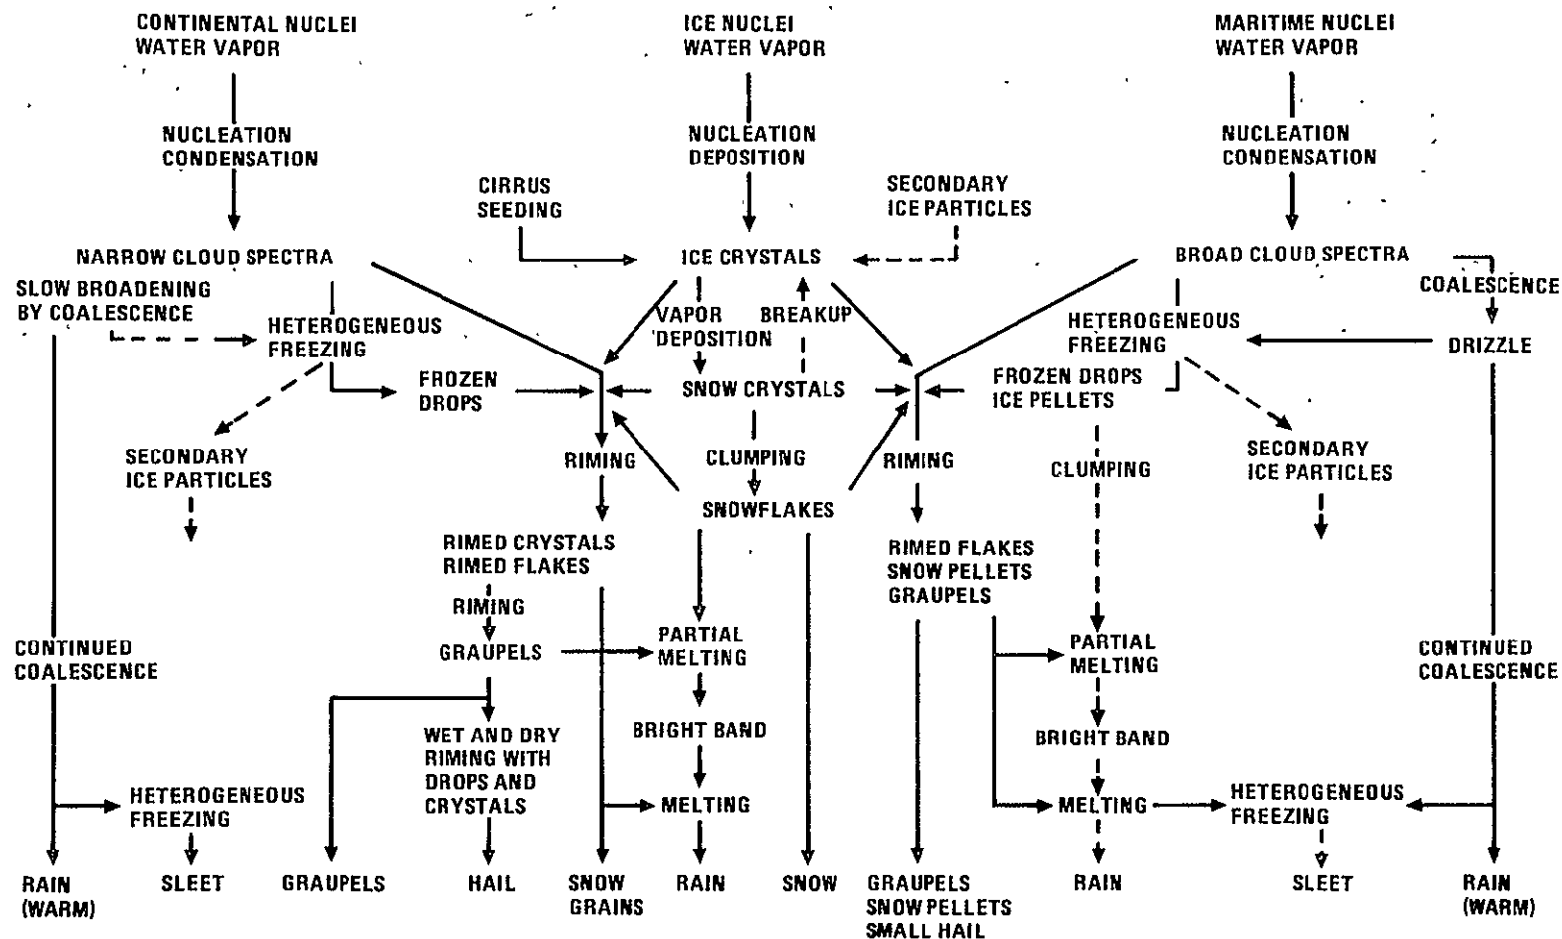 CONTINENTAL NUCLEI
WATER VAPOR
ICE NUCLEI
WATER VAPOR
MARITIME NUCLEI
WATER VAPOR
NUCLEATION
CONDENSATION
NUCLEATION
DEPOSITION
NUCLEATION
CONDENSATION
CIRRUS
SEEDING
SECONDARY
ICE PARTICLES
NARROW CLOUD SPECTRA
ICE CRYSTALS
BROAD CLOUD SPECTRA
SLOW BROADENING
BY COALESCENCE
COALESCENCE
HETEROGENEOUS
FREEZING
VAPOR
DEPOSITION
BREAKUP
HETEROGENEOUS
FREEZING
DRIZZLE
FROZEN
DROPS
SNOW CRYSTALS
FROZEN DROPS
ICE PELLETS
SECONDARY
ICE PARTICLES
RIMING
CLUMPING
RIMING
CLUMPING
SECONDARY
ICE PARTICLES
SNOWFLAKES
RIMED CRYSTALS
RIMED FLAKES
RIMED FLAKES
SNOW PELLETS
GRAUPELS
RIMING
CONTINUED
COALESCENCE
GRAUPELS
PARTIAL
MELTING
PARTIAL
MELTING
CONTINUED
COALESCENCE
WET AND DRY
RIMING WITH
DROPS AND
CRYSTALS
BRIGHT BAND
BRIGHT BAND
HETEROGENEOUS
FREEZING
MELTING
MELTING
HETEROGENEOUS
FREEZING
RAIN
(WARM)
SLEET
GRAUPELS
HAIL
SNOW
GRAINS
RAIN
SNOW
GRAUPELS
SNOW PELLETS
SMALL HAIL
RAIN
SLEET
RAIN
(WARM)